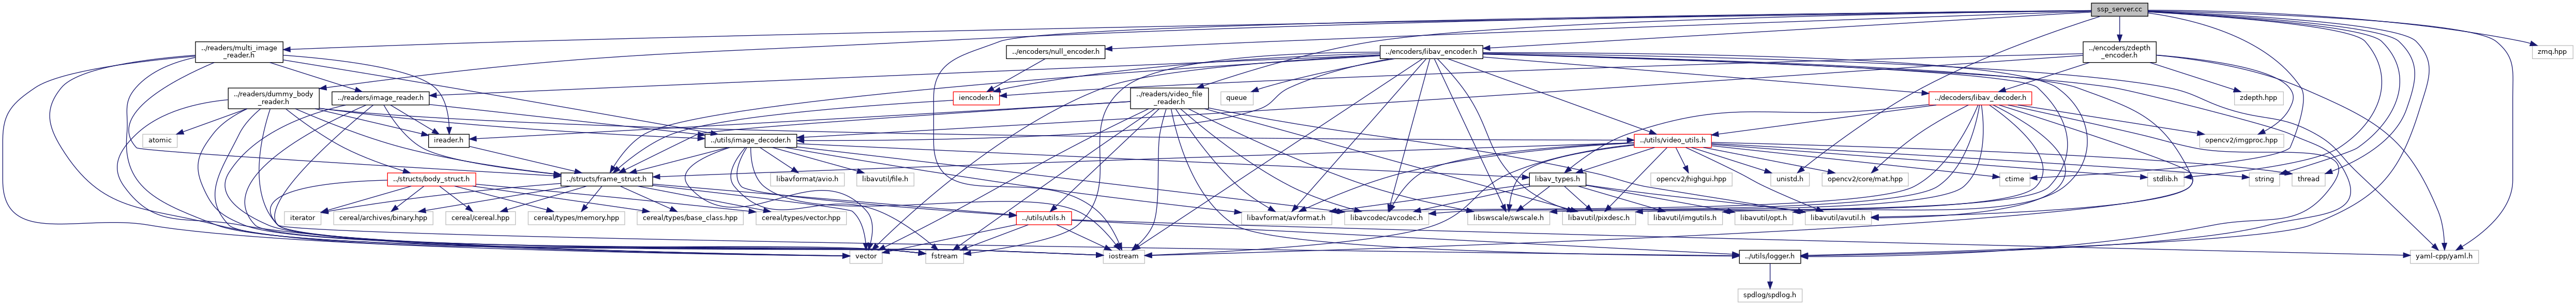 ssp_server.cc
../readers/multi_image
_reader.h
../encoders/null_encoder.h
../encoders/libav_encoder.h
../encoders/zdepth
_encoder.h
zmq.hpp
../readers/dummy_body
_reader.h
../readers/image_reader.h
iencoder.h
queue
../readers/video_file
_reader.h
../decoders/libav_decoder.h
zdepth.hpp
atomic
ireader.h
../utils/image_decoder.h
../utils/video_utils.h
opencv2/imgproc.hpp
../structs/body_struct.h
../structs/frame_struct.h
libavformat/avio.h
libavutil/file.h
libav_types.h
opencv2/highgui.hpp
unistd.h
opencv2/core/mat.hpp
ctime
stdlib.h
string
thread
iterator
cereal/archives/binary.hpp
cereal/cereal.hpp
cereal/types/memory.hpp
cereal/types/base_class.hpp
cereal/types/vector.hpp
../utils/utils.h
libavformat/avformat.h
libavcodec/avcodec.h
libswscale/swscale.h
libavutil/pixdesc.h
libavutil/imgutils.h
libavutil/opt.h
libavutil/avutil.h
vector
fstream
iostream
../utils/logger.h
yaml-cpp/yaml.h
spdlog/spdlog.h